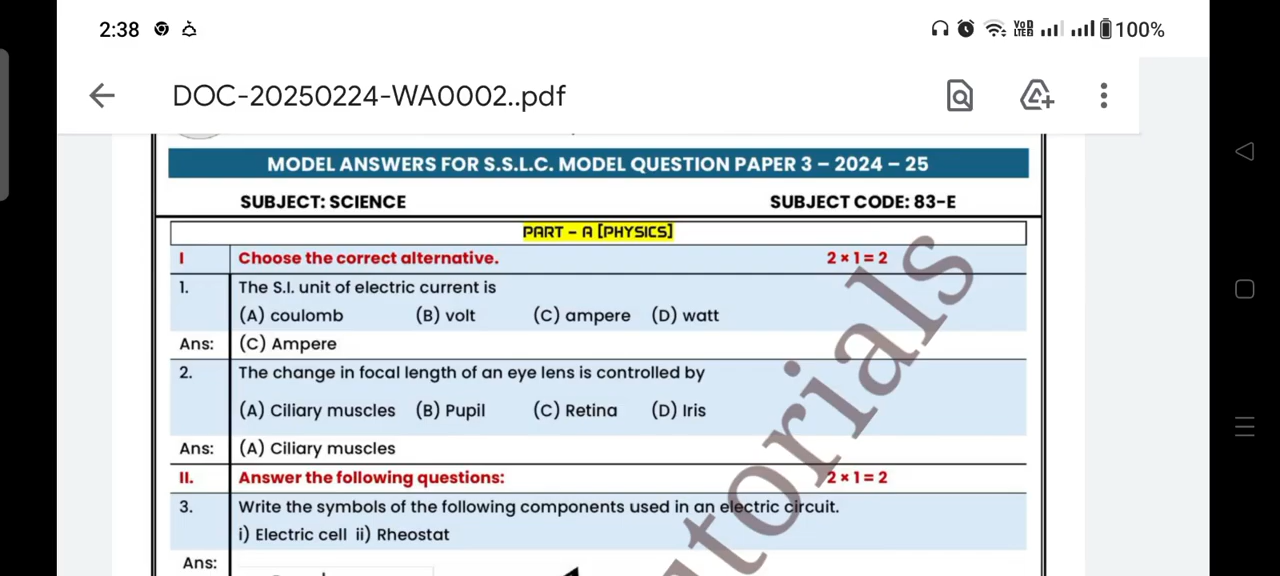 2:38 VoD LTE2 100%
DOC-20250224-WA0002..pdf
MODEL ANSWERS FOR S.S.L.C. MODEL QUESTION PAPER 3 – 2024 – 25
SUBJECT: SCIENCE SUBJECT CODE: 83-E
PART – A [PHYSICS]
I Choose the correct alternative. 2 × 1 = 2
1. The S.I. unit of electric current is
(A) coulomb (B) volt (C) ampere (D) watt
Ans: (C) Ampere
2. The change in focal length of an eye lens is controlled by
(A) Ciliary muscles (B) Pupil (C) Retina (D) Iris
Ans: (A) Ciliary muscles
II. Answer the following questions: 2 × 1 = 2
3. Write the symbols of the following components used in an electric circuit.
i) Electric cell ii) Rheostat
Ans:
torials